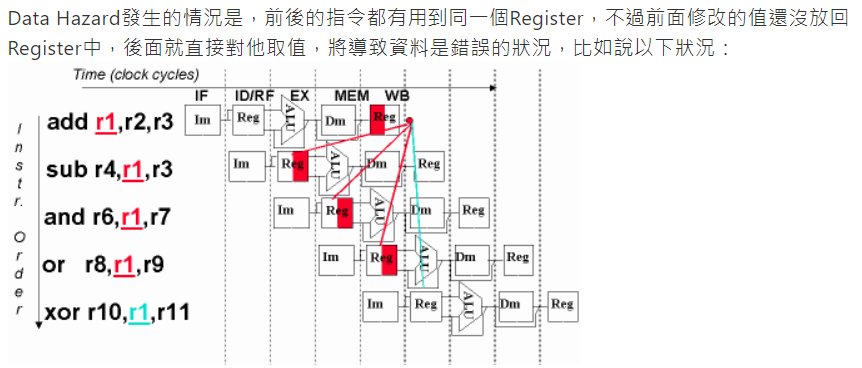 Data Hazard發生的情況是，前後的指令都有用到同一個Register，不過前面修改的值還沒放回
Register中，後面就直接對他取值，將導致資料是錯誤的狀況，比如說以下狀況：
Time (clock cycles)
IF ID/RF EX MEM WB
Instr. Order
add r1,r2,r3 Im Reg ALU Dm Reg
sub r4,r1,r3 Im Reg ALU Dm Reg
and r6,r1,r7 Im Reg ALU Dm Reg
or r8,r1,r9 Im Reg ALU Dm Reg
xor r10,r1,r11 Im Reg ALU Dm Reg